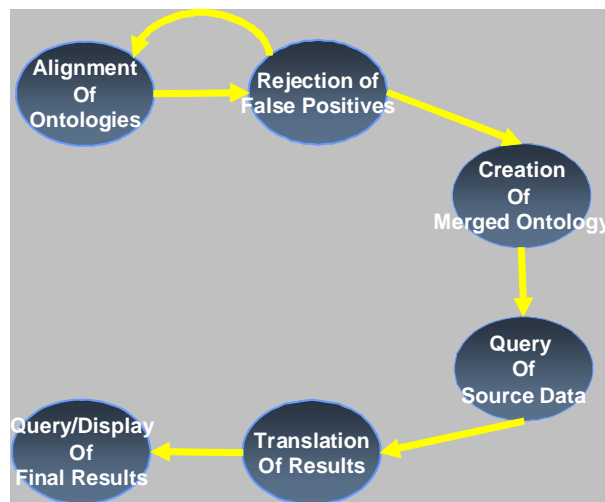 Alignment
Of
Ontologies
Rejection of
False Positives
Creation
Of
Merged Ontology
Query
Of
Source Data
Translation
Of Results
Query/Display
Of
Final Results